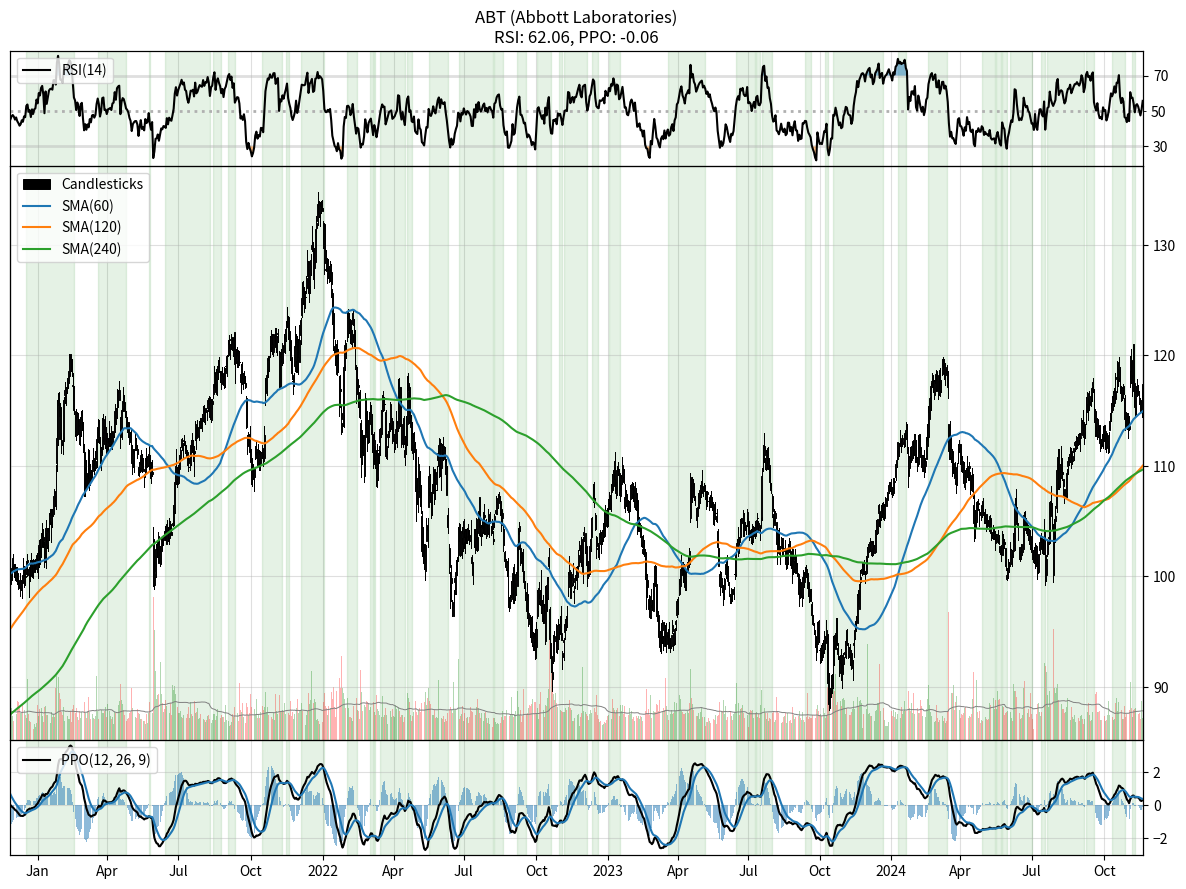 ABT (Abbott Laboratories)
RSI: 62.06, PPO: -0.06
RSI(14)
70
50
30
Candlesticks
SMA(60)
SMA(120)
SMA(240)
130
120
110
100
90
PPO(12, 26, 9)
2
0
−2
Jan Apr Jul Oct 2022 Apr Jul Oct 2023 Apr Jul Oct 2024 Apr Jul Oct